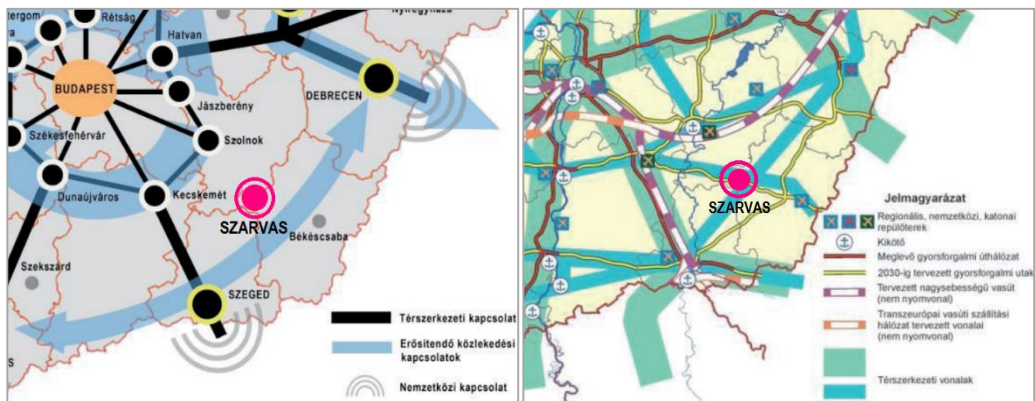 Rétság
Hatvan
BUDAPEST
DEBRECEN
Jászberény
Székesfehérvár
Szolnok
Dunaújváros
Kecskemét
SZARVAS
Békéscsaba
Szekszárd
SZEGED
Térszerkezeti kapcsolat
Erősítendő közlekedési
kapcsolatok
Nemzetközi kapcsolat
SZARVAS
Jelmagyarázat
Regionális, nemzetközi, katonai
repülőterek
Kikötő
Meglevő gyorsforgalmi úthálózat
2030-ig tervezett gyorsforgalmi utak
Tervezett nagysebességű vasút
(nem nyomvonal)
Transzeurópai vasúti szállítási
hálózat tervezett vonalai
(nem nyomvonal)
Térszerkezeti vonalak